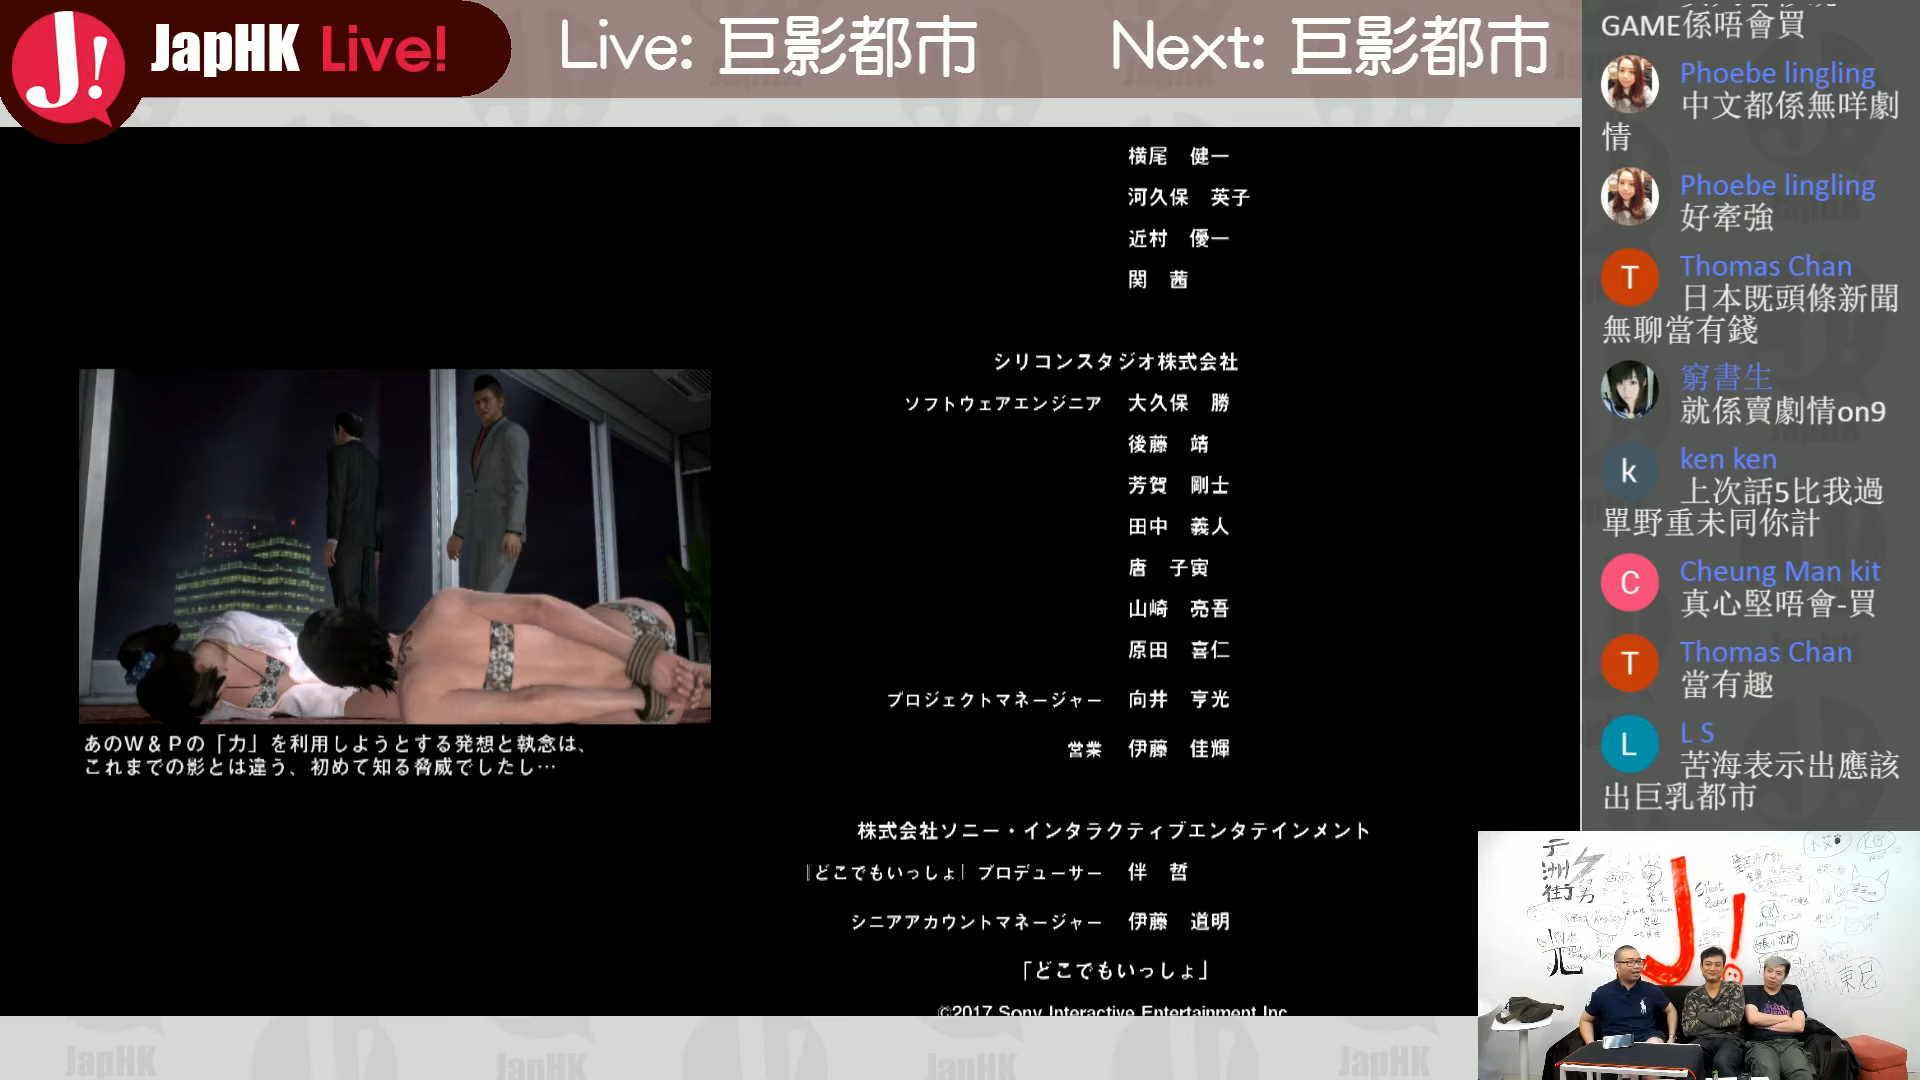 J!
JapHK Live!
Live: 巨影都市
Next: 巨影都市
横尾　健一
河久保　英子
近村　優一
関　茜
シリコンスタジオ株式会社
ソフトウェアエンジニア　大久保　勝
後藤　靖
芳賀　剛士
田中　義人
唐　子寅
山崎　亮吾
原田　喜仁
プロジェクトマネージャー　向井　亨光
営業　伊藤　佳輝
株式会社ソニー・インタラクティブエンタテインメント
『どこでもいっしょ』プロデューサー　伴　哲
シニアアカウントマネージャー　伊藤　道明
「どこでもいっしょ」
©2017 Sony Interactive Entertainment Inc
あのW＆Pの「力」を利用しようとする発想と執念は、
これまでの影とは違う、初めて知る脅威でしたし…
GAME係唔會買
Phoebe lingling
中文都係無咩劇
情
Phoebe lingling
好牽強
T
Thomas Chan
日本既頭條新聞
無聊當有錢
窮書生
就係賣劇情on9
k
ken ken
上次話5比我過
單野重未同你計
C
Cheung Man kit
真心堅唔會-買
T
Thomas Chan
當有趣
L
L S
苦海表示出應該
出巨乳都市
J!
JapHK
JapHK
JapHK
JapHK